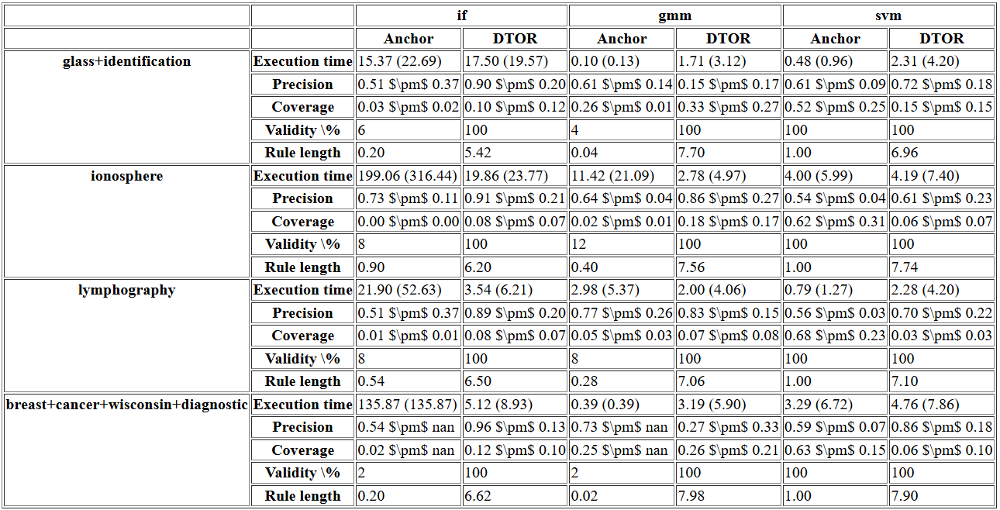 if gmm svm
Anchor DTOR Anchor DTOR Anchor DTOR
glass+identification Execution time 15.37 (22.69) 17.50 (19.57) 0.10 (0.13) 1.71 (3.12) 0.48 (0.96) 2.31 (4.20)
Precision 0.51 $\pm$ 0.37 0.90 $\pm$ 0.20 0.61 $\pm$ 0.14 0.15 $\pm$ 0.17 0.61 $\pm$ 0.09 0.72 $\pm$ 0.18
Coverage 0.03 $\pm$ 0.02 0.10 $\pm$ 0.12 0.26 $\pm$ 0.01 0.33 $\pm$ 0.27 0.52 $\pm$ 0.25 0.15 $\pm$ 0.15
Validity \% 6 100 4 100 100 100
Rule length 0.20 5.42 0.04 7.70 1.00 6.96
ionosphere Execution time 199.06 (316.44) 19.86 (23.77) 11.42 (21.09) 2.78 (4.97) 4.00 (5.99) 4.19 (7.40)
Precision 0.73 $\pm$ 0.11 0.91 $\pm$ 0.21 0.64 $\pm$ 0.04 0.86 $\pm$ 0.27 0.54 $\pm$ 0.04 0.61 $\pm$ 0.23
Coverage 0.00 $\pm$ 0.00 0.08 $\pm$ 0.07 0.02 $\pm$ 0.01 0.18 $\pm$ 0.17 0.62 $\pm$ 0.31 0.06 $\pm$ 0.07
Validity \% 8 100 12 100 100 100
Rule length 0.90 6.20 0.40 7.56 1.00 7.74
lymphography Execution time 21.90 (52.63) 3.54 (6.21) 2.98 (5.37) 2.00 (4.06) 0.79 (1.27) 2.28 (4.20)
Precision 0.51 $\pm$ 0.37 0.89 $\pm$ 0.20 0.77 $\pm$ 0.26 0.83 $\pm$ 0.15 0.56 $\pm$ 0.03 0.70 $\pm$ 0.22
Coverage 0.01 $\pm$ 0.01 0.08 $\pm$ 0.07 0.05 $\pm$ 0.03 0.07 $\pm$ 0.08 0.68 $\pm$ 0.23 0.03 $\pm$ 0.03
Validity \% 8 100 8 100 100 100
Rule length 0.54 6.50 0.28 7.06 1.00 7.10
breast+cancer+wisconsin+diagnostic Execution time 135.87 (135.87) 5.12 (8.93) 0.39 (0.39) 3.19 (5.90) 3.29 (6.72) 4.76 (7.86)
Precision 0.54 $\pm$ nan 0.96 $\pm$ 0.13 0.73 $\pm$ nan 0.27 $\pm$ 0.33 0.59 $\pm$ 0.07 0.86 $\pm$ 0.18
Coverage 0.02 $\pm$ nan 0.12 $\pm$ 0.10 0.25 $\pm$ nan 0.26 $\pm$ 0.21 0.63 $\pm$ 0.15 0.06 $\pm$ 0.10
Validity \% 2 100 2 100 100 100
Rule length 0.20 6.62 0.02 7.98 1.00 7.90